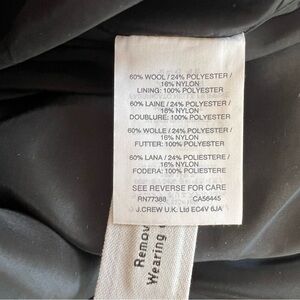 60% WOOL / 24% POLYESTER /
16% NYLON
LINING: 100% POLYESTER
60% LAINE / 24% POLYESTER /
16% NYLON
DOUBLURE: 100% POLYESTER
60% WOLLE / 24% POLYESTER /
16% NYLON
FUTTER: 100% POLYESTER
60% LANA / 24% POLIESTERE /
16% NYLON
FODERA: 100% POLIESTERE
SEE REVERSE FOR CARE
RN77388 CA56445
© J.CREW U.K. Ltd EC4V 6JA
Remov
Wearing